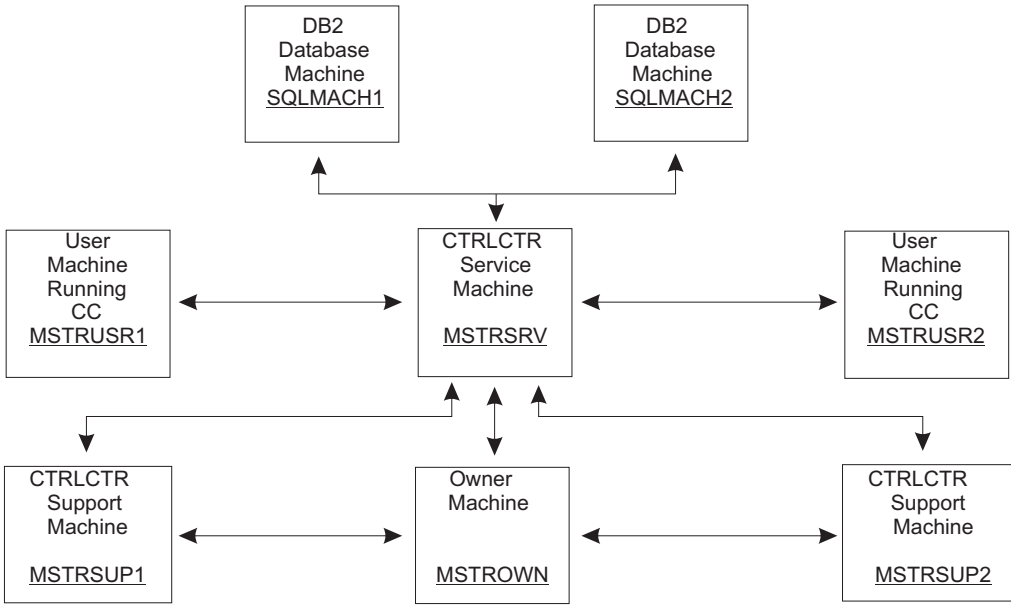 DB2
Database
Machine
SQLMACH1
DB2
Database
Machine
SQLMACH2
User
Machine
Running
CC
MSTRUSR1
CTRLCTR
Service
Machine
MSTRSRV
User
Machine
Running
CC
MSTRUSR2
CTRLCTR
Support
Machine
MSTRSUP1
Owner
Machine
MSTROWN
CTRLCTR
Support
Machine
MSTRSUP2